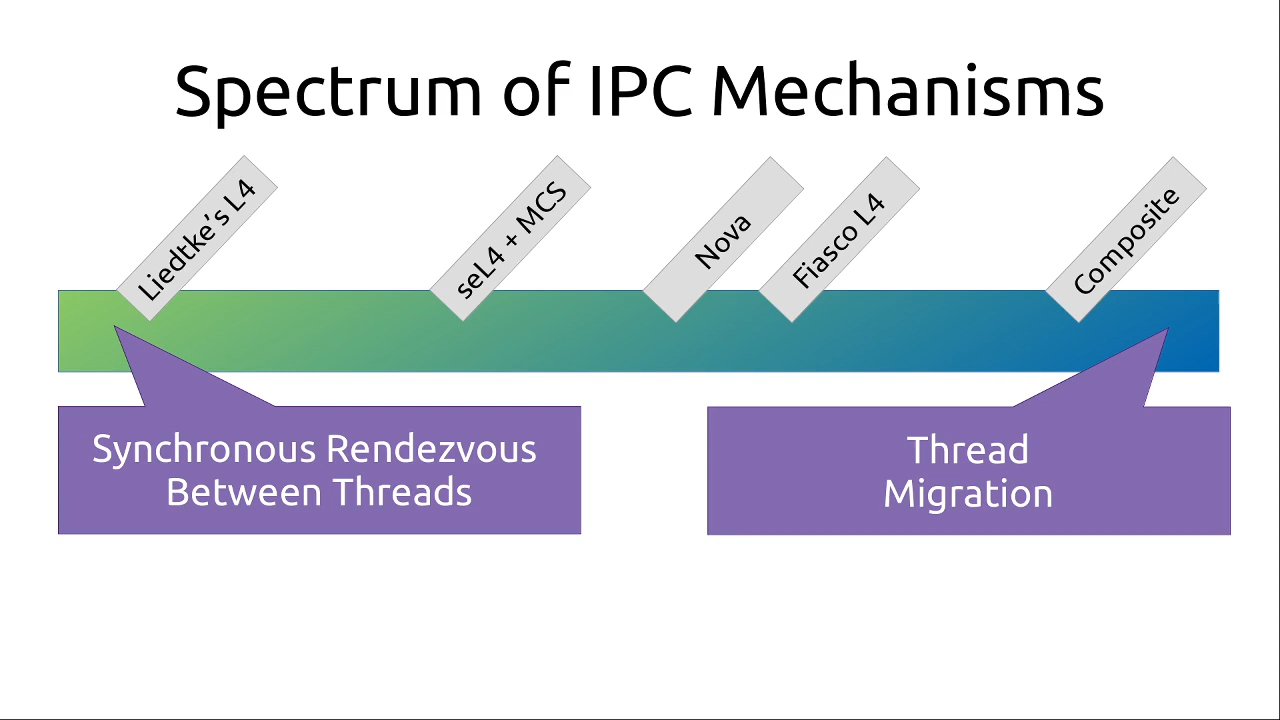 Spectrum of IPC Mechanisms
Liedtke's L4
seL4 + MCS
Nova
Fiasco L4
Composite
Synchronous Rendezvous
Between Threads
Thread
Migration